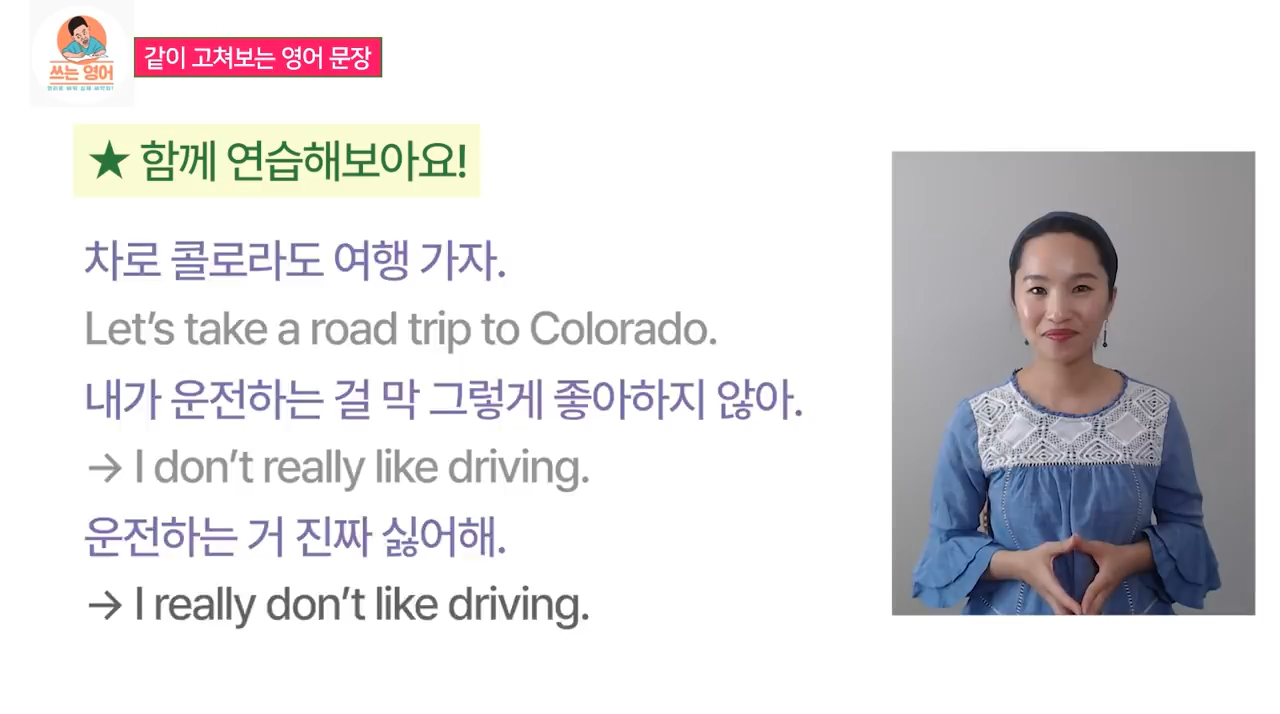 쓰는 영어
같이 고쳐보는 영어 문장
★ 함께 연습해보아요!
차로 콜로라도 여행 가자.
Let’s take a road trip to Colorado.
내가 운전하는 걸 막 그렇게 좋아하지 않아.
→ I don’t really like driving.
운전하는 거 진짜 싫어해.
→ I really don’t like driving.